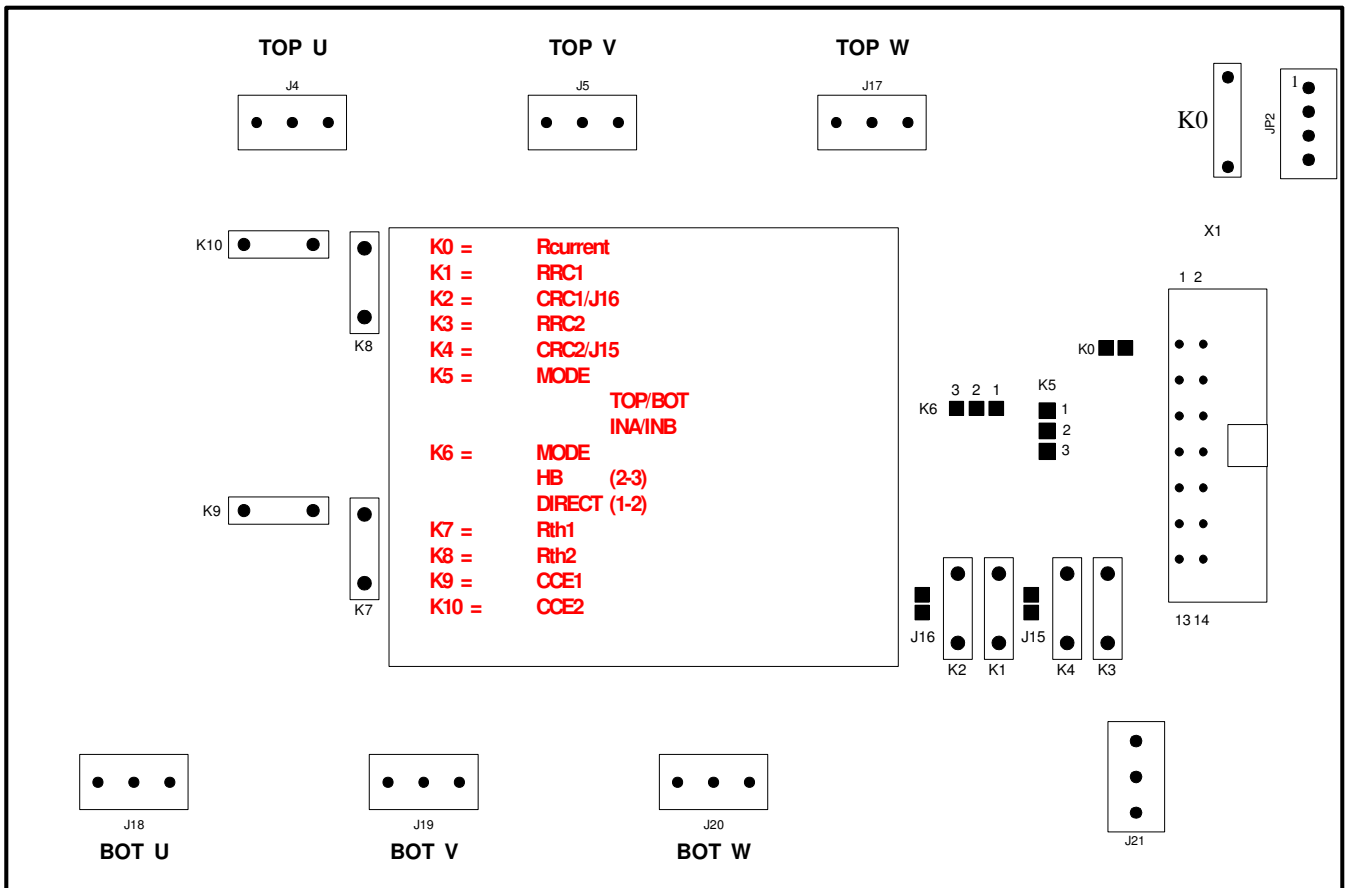 TOP U TOP V TOP W
J4 J5 J17
1
K0
JP2
X1
K10
K8
1 2
K0 = Rcurrent
K1 = RRC1
K2 = CRC1/J16
K3 = RRC2
K4 = CRC2/J15
K5 = MODE
TOP/BOT
INA/INB
K6 = MODE
HB (2-3)
DIRECT (1-2)
K7 = Rth1
K8 = Rth2
K9 = CCE1
K10 = CCE2
K0
K5
3 2 1
K6
1
2
3
K9
K7
13 14
J16 J15
K2 K1 K4 K3
J18 J19 J20
J21
BOT U BOT V BOT W